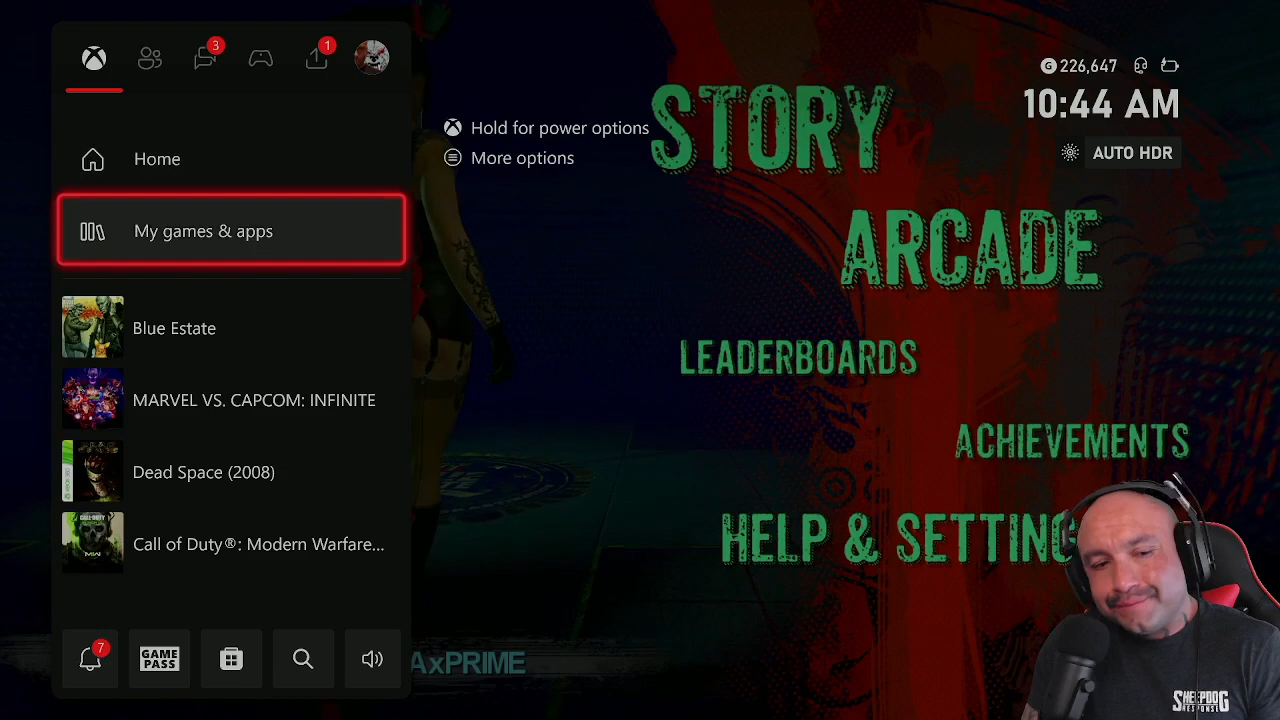 3
1
Home
My games & apps
Blue Estate
MARVEL VS. CAPCOM: INFINITE
Dead Space (2008)
Call of Duty®: Modern Warfare...
7
GAME
PASS
Hold for power options
More options
G 226,647
10:44 AM
AUTO HDR
STORY
ARCADE
LEADERBOARDS
ACHIEVEMENTS
HELP & SETTING
AxPRIME
SHEEPDOG
RESPONSE